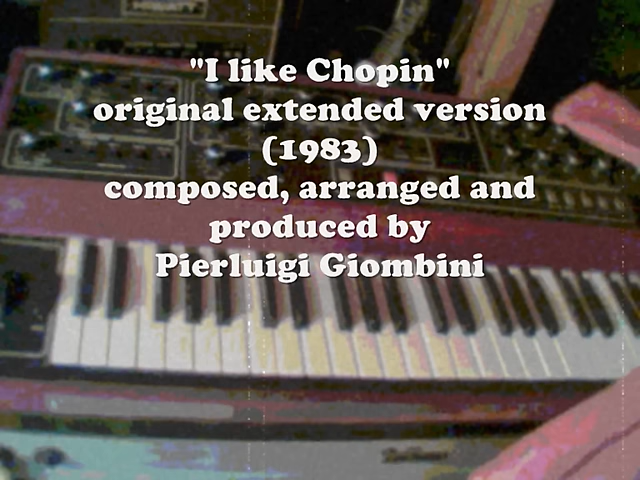 "I like Chopin"
original extended version
(1983)
composed, arranged and
produced by
Pierluigi Giombini